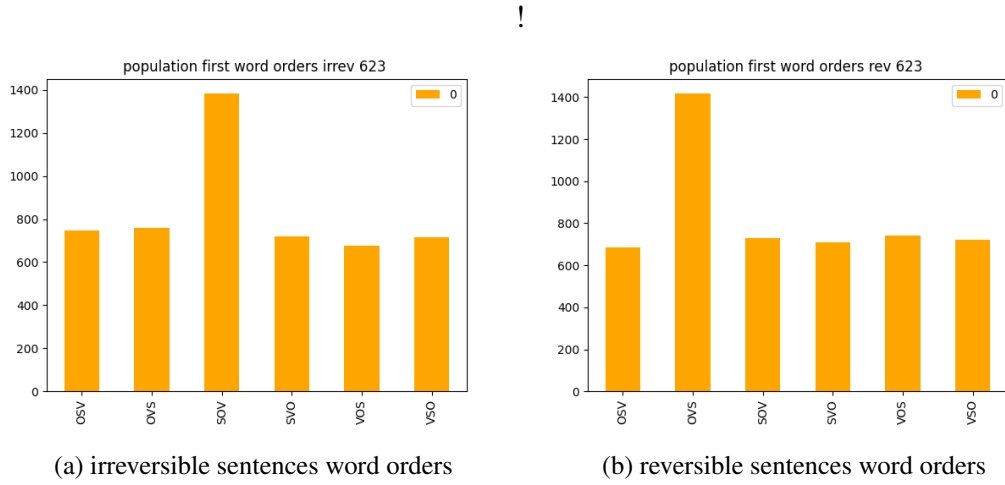 !
population first word orders irrev 623
0
1400
1200
1000
800
600
400
200
0
OSV
OVS
SOV
SVO
VOS
VSO
(a) irreversible sentences word orders
population first word orders rev 623
0
1400
1200
1000
800
600
400
200
0
OSV
OVS
SOV
SVO
VOS
VSO
(b) reversible sentences word orders